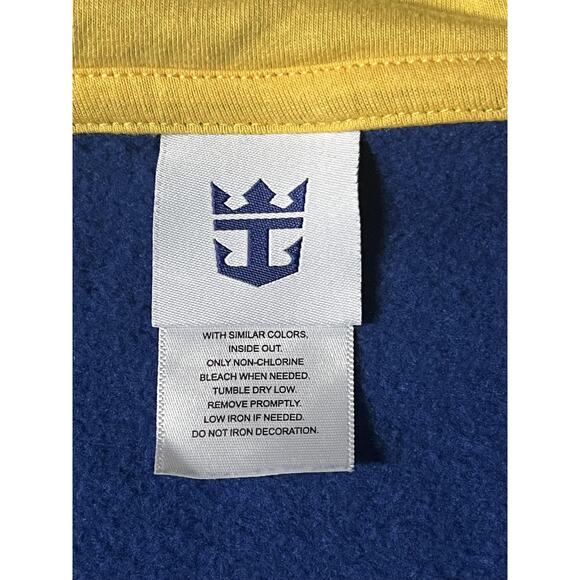 WITH SIMILAR COLORS,
INSIDE OUT.
ONLY NON-CHLORINE
BLEACH WHEN NEEDED.
TUMBLE DRY LOW.
REMOVE PROMPTLY.
LOW IRON IF NEEDED.
DO NOT IRON DECORATION.